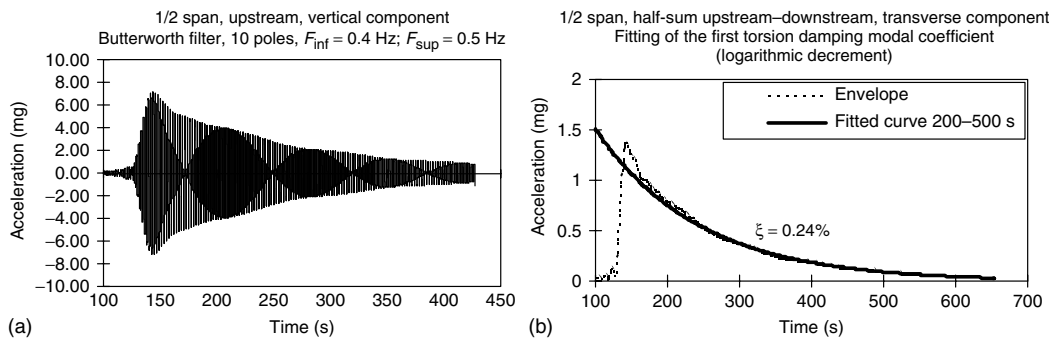 1/2 span, upstream, vertical component
Butterworth filter, 10 poles, Finf = 0.4 Hz; Fsup = 0.5 Hz
10.00
8.00
6.00
4.00
2.00
0.00
−2.00
−4.00
−6.00
−8.00
−10.00
Acceleration (mg)
100 150 200 250 300 350 400 450
Time (s)
(a)
1/2 span, half-sum upstream–downstream, transverse component
Fitting of the first torsion damping modal coefficient
(logarithmic decrement)
2
1.5
1
0.5
0
Acceleration (mg)
Envelope
Fitted curve 200–500 s
ξ = 0.24%
100 200 300 400 500 600 700
Time (s)
(b)